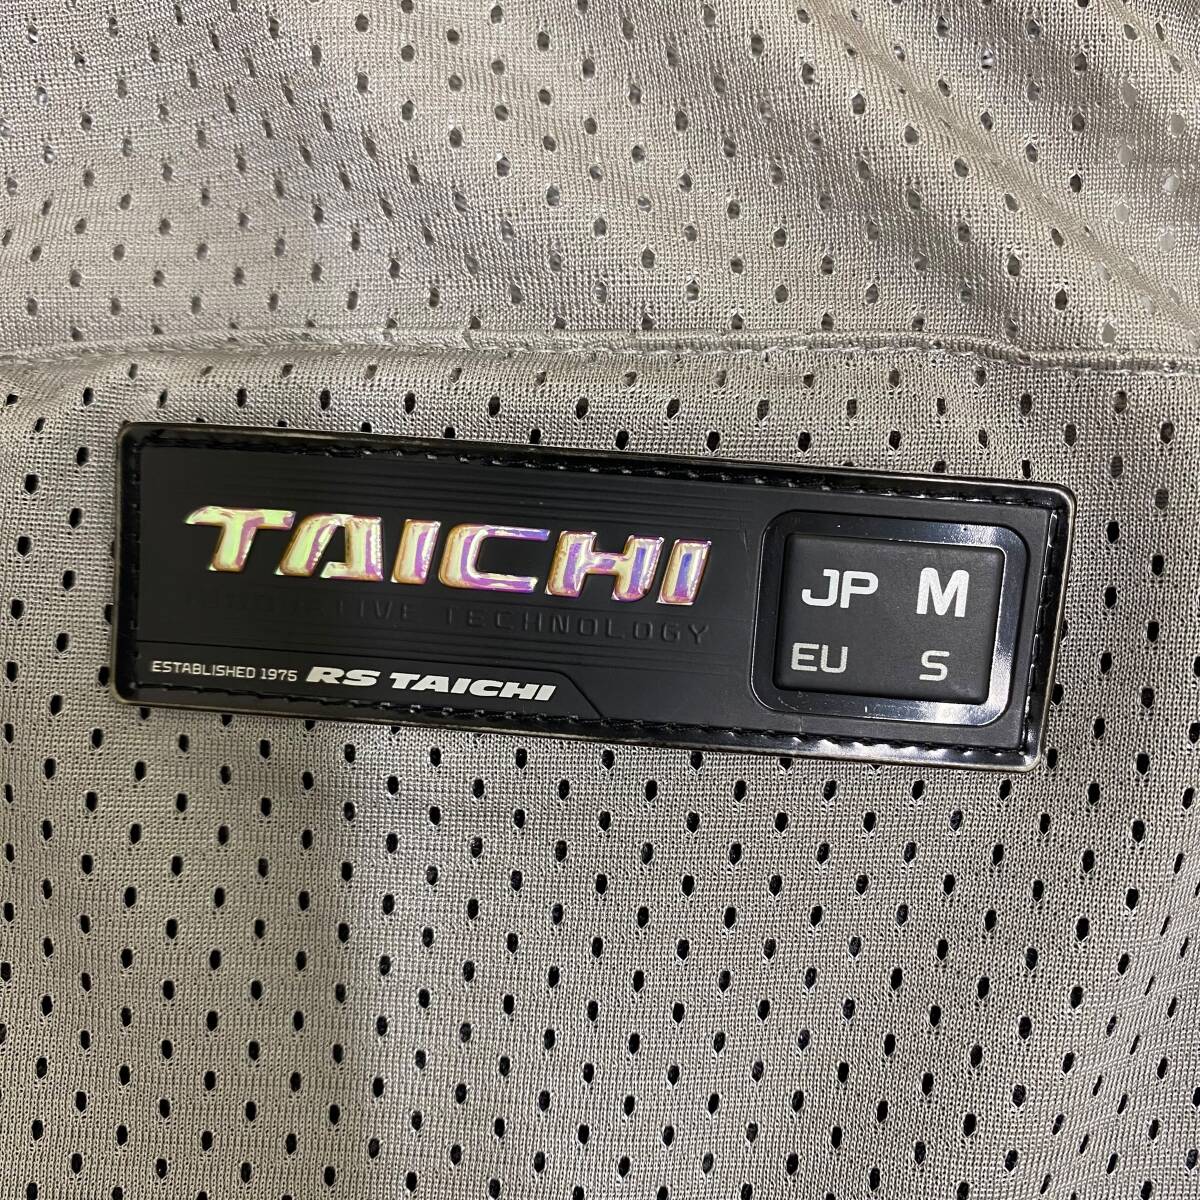 TAICHI
TECHNOLOGY
ESTABLISHED 1975 RS TAICHI
JP M
EU S